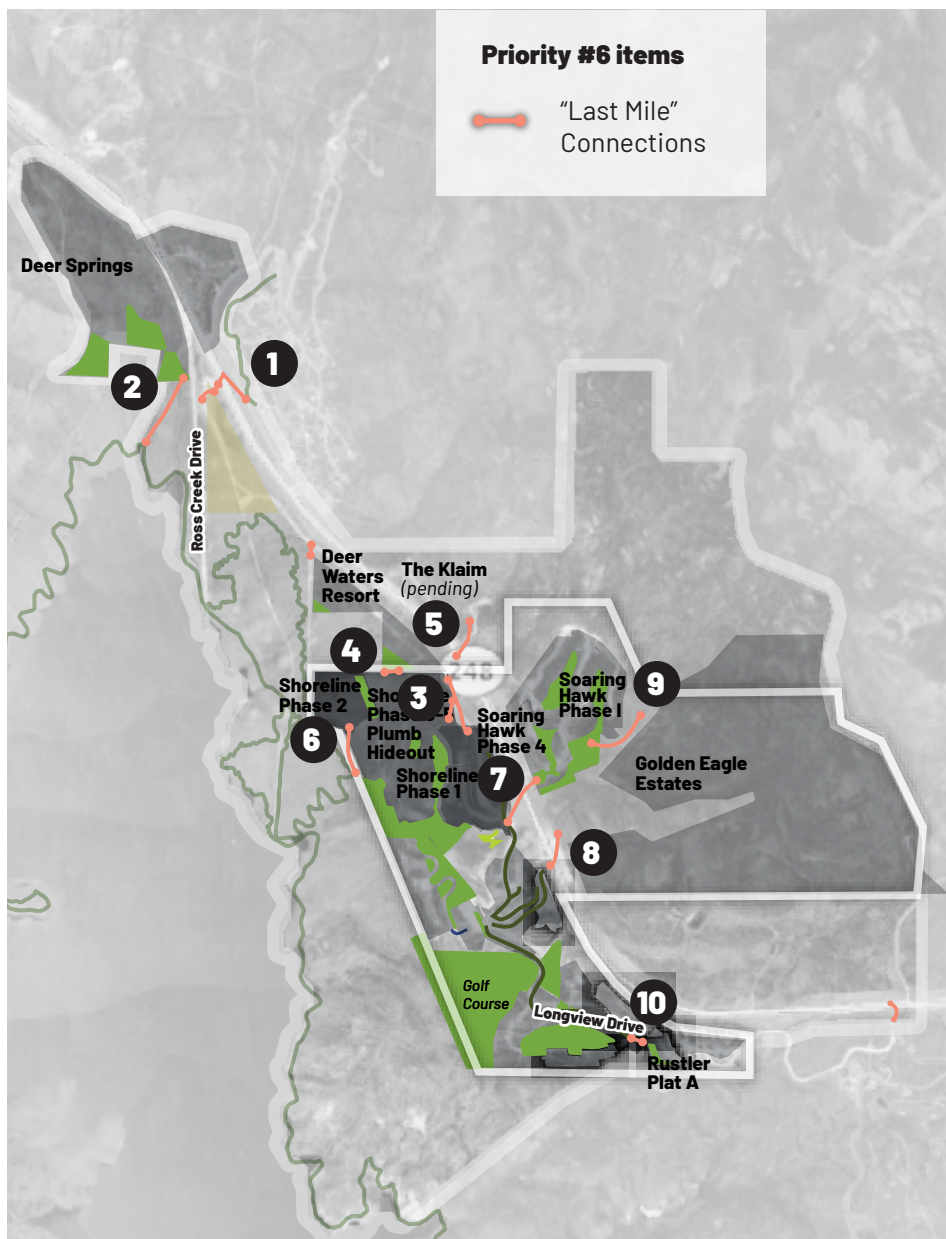 Priority #6 items
“Last Mile”
Connections
Deer Springs
1
2
Ross Creek Drive
Deer
Waters
Resort
The Klaim
(pending)
5
4
248
Shoreline
Phase 2
3
Soaring
Hawk
Phase I
9
Plumb
Hideout
Soaring
Hawk
Phase 4
6
Shoreline
Phase 1
7
Golden Eagle
Estates
8
Golf
Course
10
Longview Drive
Rustler
Plat A